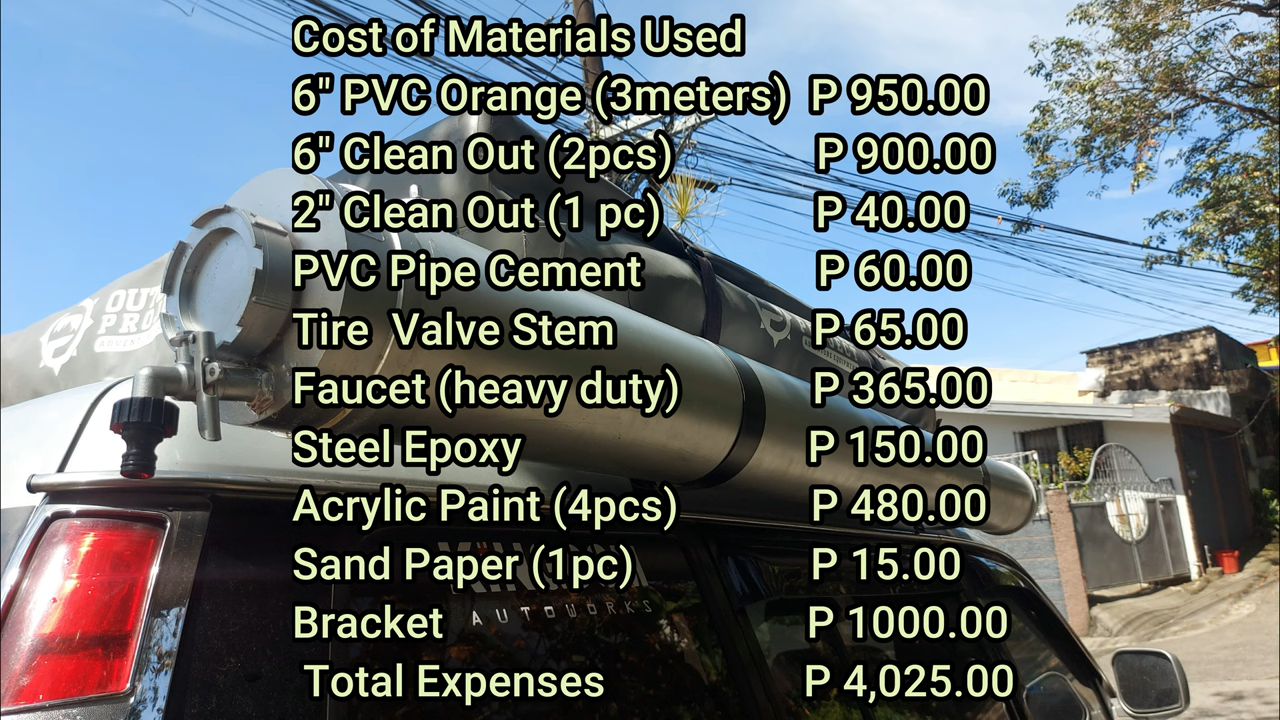 Cost of Materials Used
6" PVC Orange (3meters) P 950.00
6" Clean Out (2pcs) P 900.00
2" Clean Out (1 pc) P 40.00
PVC Pipe Cement P 60.00
Tire Valve Stem P 65.00
Faucet (heavy duty) P 365.00
Steel Epoxy P 150.00
Acrylic Paint (4pcs) P 480.00
Sand Paper (1pc) P 15.00
Bracket P 1000.00
Total Expenses P 4,025.00
OUT
PRO
AUTOWORKS